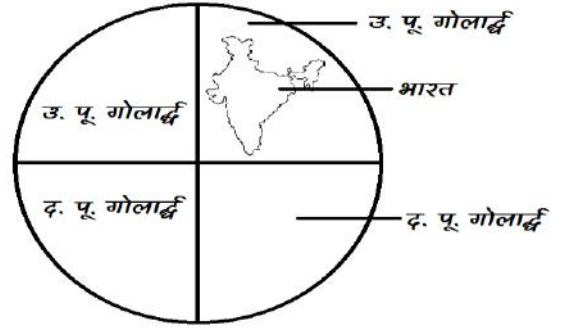 उ. पू. गोलार्द्ध
भारत
उ. पू. गोलार्द्ध
द. पू. गोलार्द्ध
द. पू. गोलार्द्ध